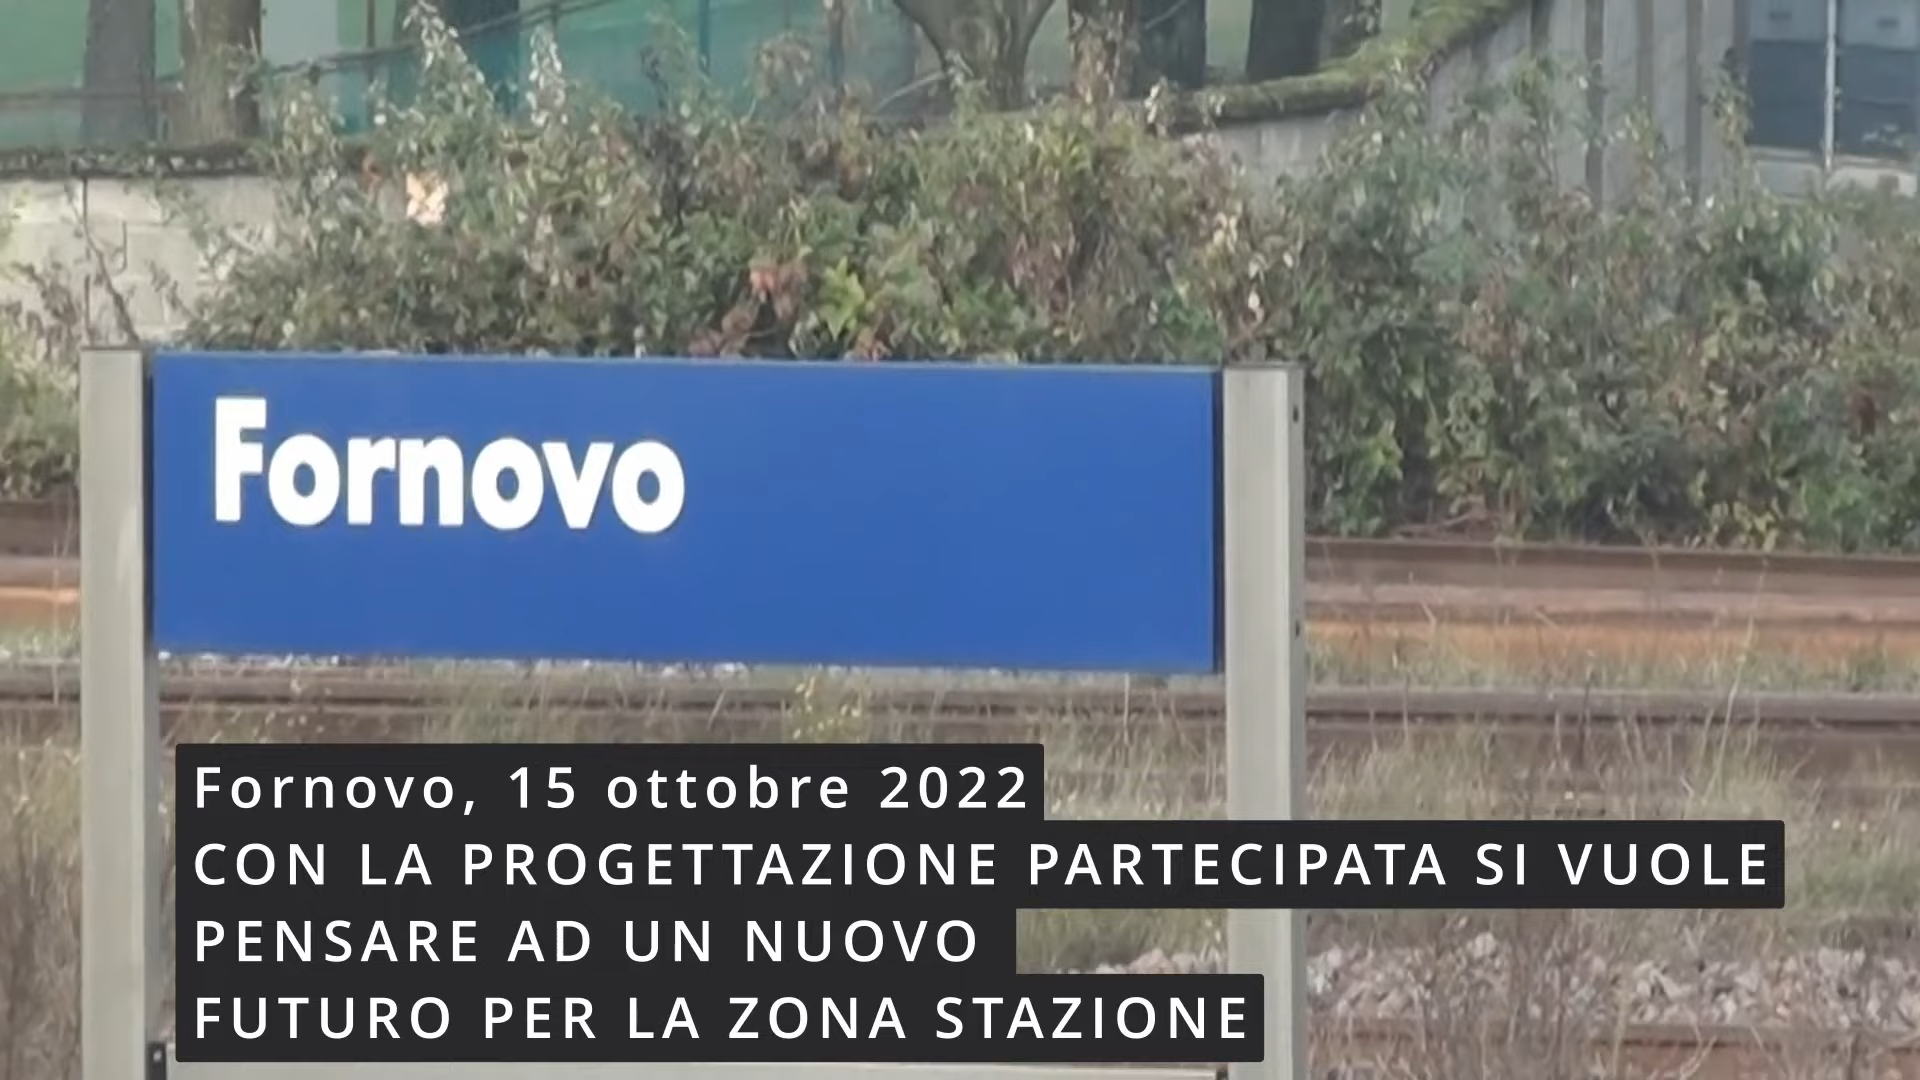 Fornovo
Fornovo, 15 ottobre 2022
CON LA PROGETTAZIONE PARTECIPATA SI VUOLE
PENSARE AD UN NUOVO
FUTURO PER LA ZONA STAZIONE